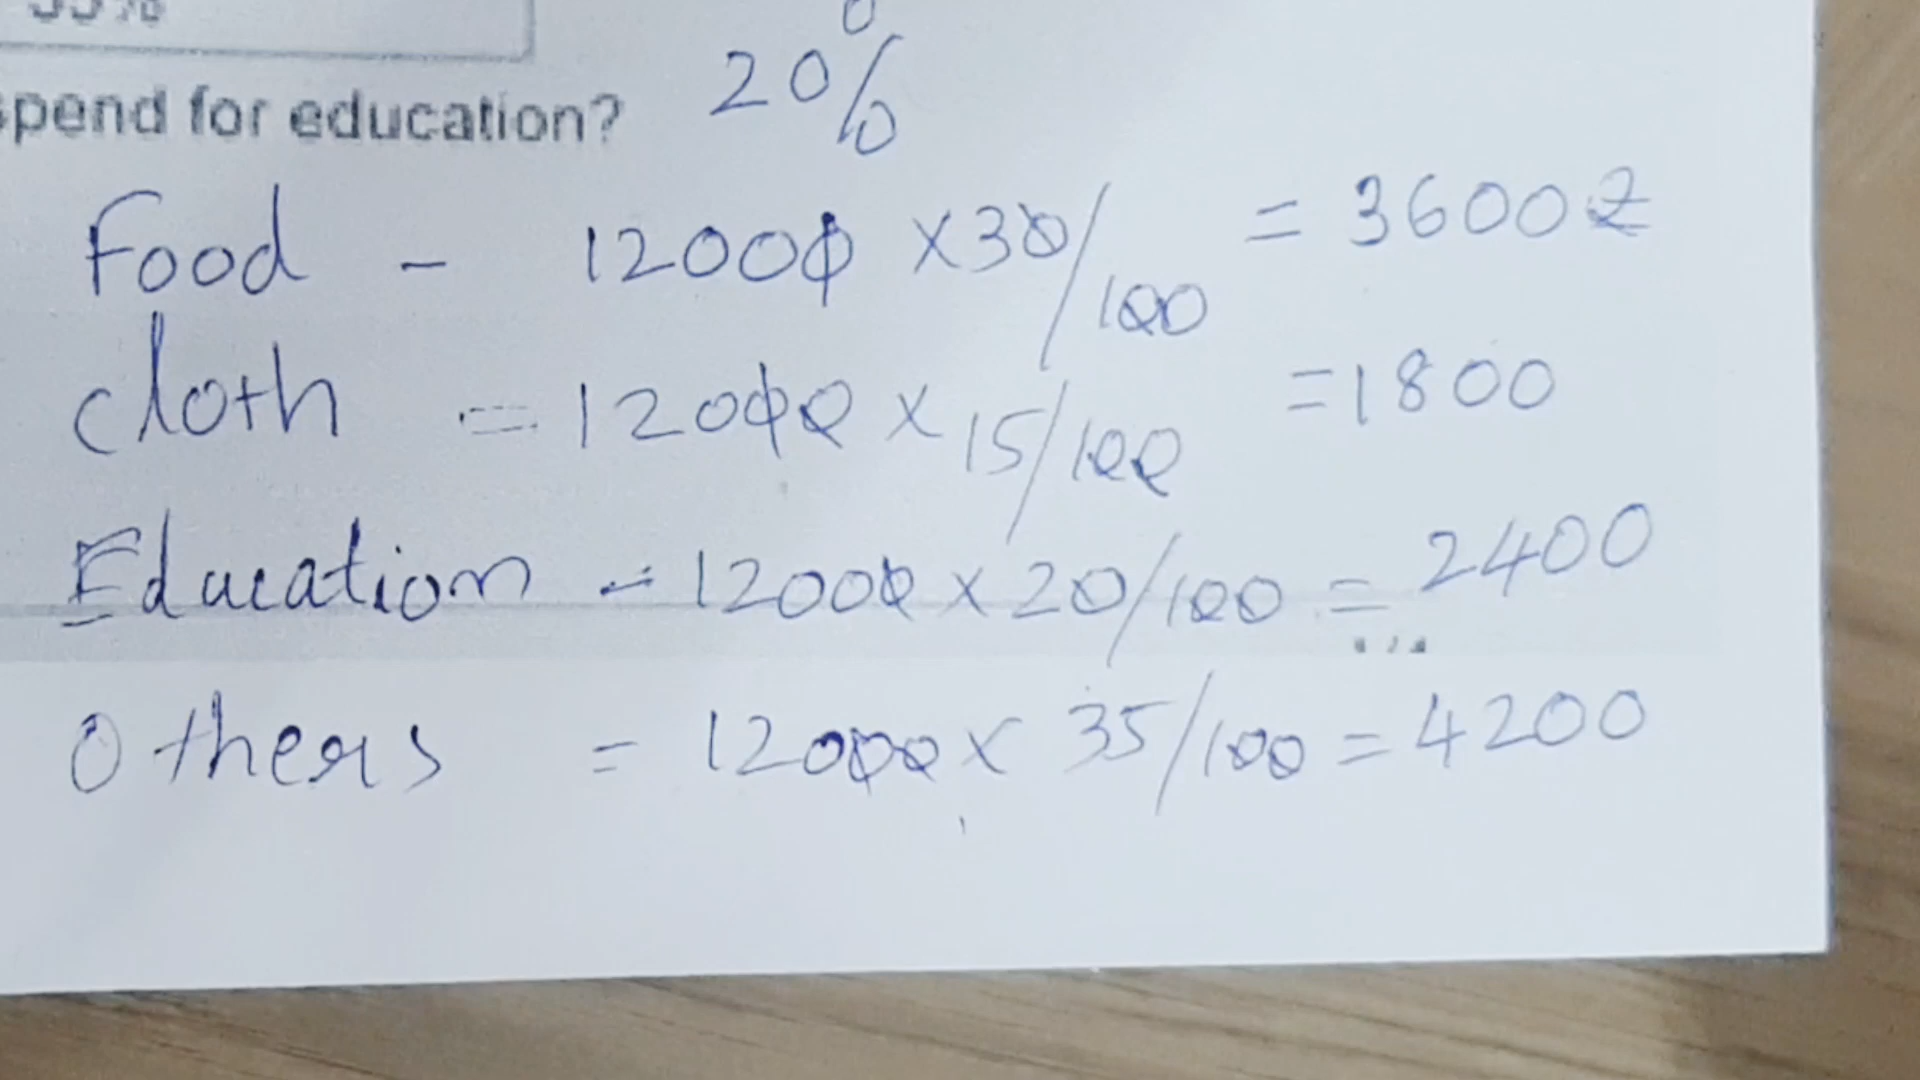 20%
pend for education?
Food - 12000 x 30/100 = 3600
cloth = 12000 x 15/100 = 1800
Education = 12000 x 20/100 = 2400
Others = 12000 x 35/100 = 4200